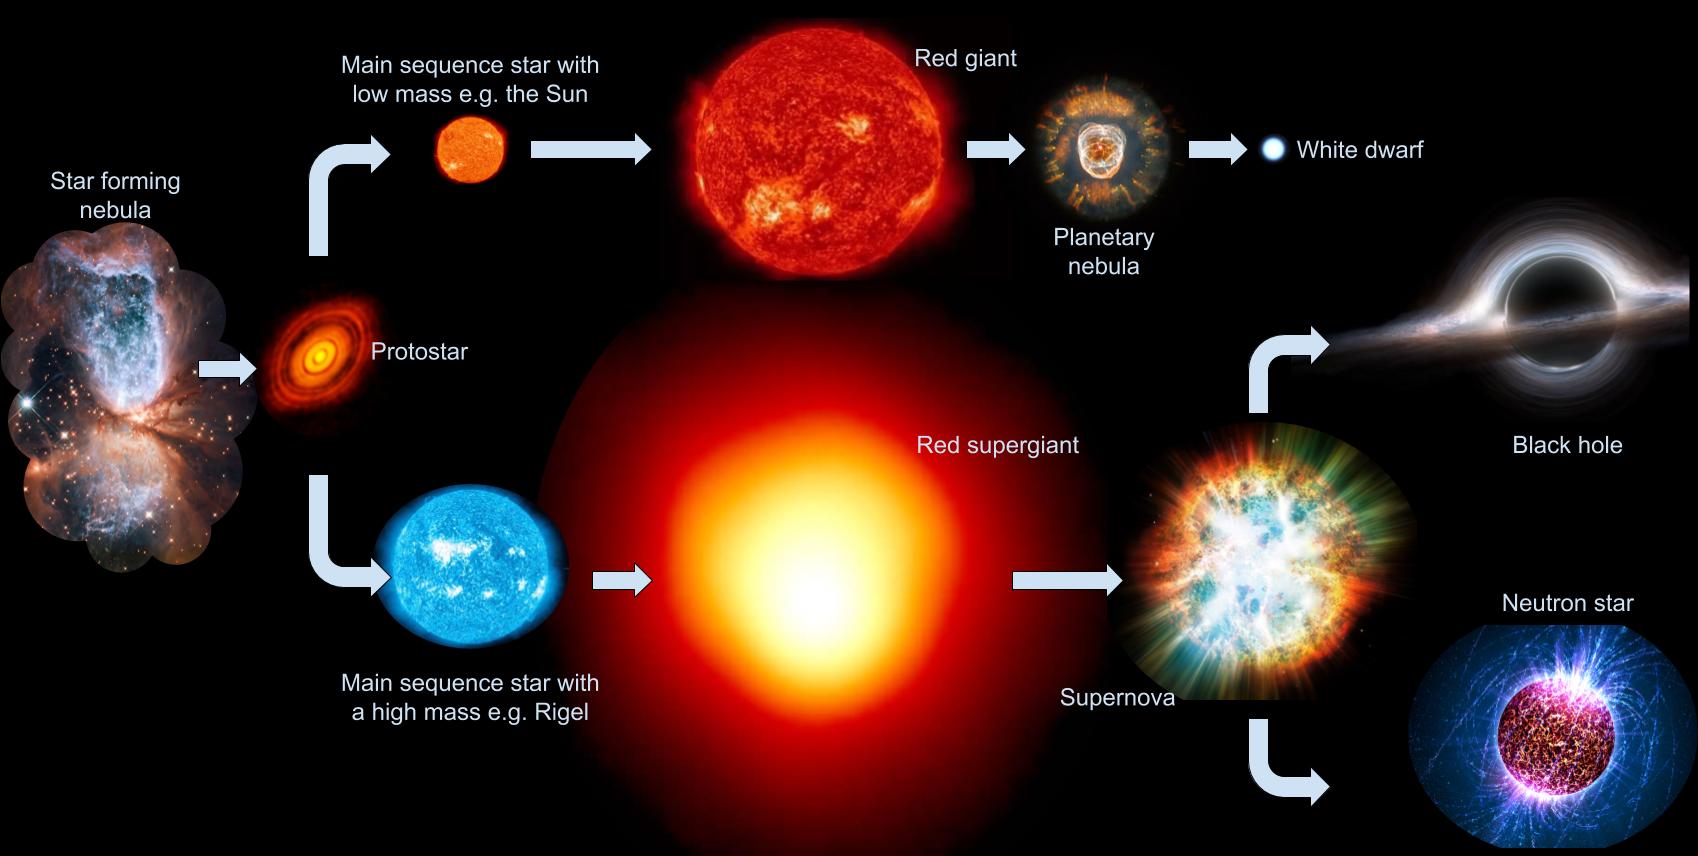 Main sequence star with
low mass e.g. the Sun
Red giant
Star forming
nebula
White dwarf
Planetary
nebula
Protostar
Red supergiant
Black hole
Neutron star
Main sequence star with
a high mass e.g. Rigel
Supernova